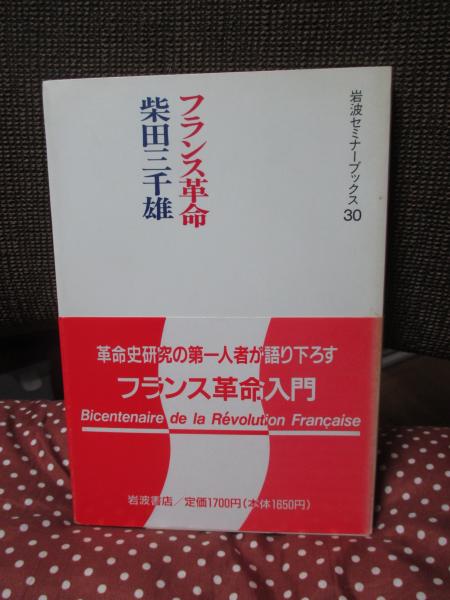 岩波セミナーブックス30
フランス革命
柴田三千雄
革命史研究の第一人者が語り下ろす
フランス革命入門
Bicentenaire de la Révolution Française
岩波書店／定価1700円(本体1650円)